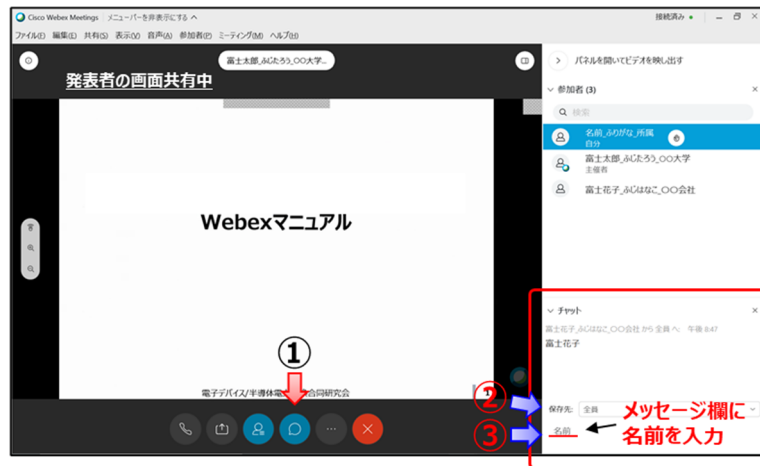 Cisco Webex Meetings メニューバーを非表示にする ヘ 接続済み
ファイル(F) 編集(E) 共有(S) 表示(V) 音声(A) 参加者(P) ミーティング(M) ヘルプ(H)
富士太郎_ふじたろう_〇〇大学...
パネルを開いてビデオを映し出す
発表者の画面共有中
参加者 (3)
検索
名前_ふりがな_所属
自分
富士太郎_ふじたろう_〇〇大学
主催者
富士花子_ふじはなこ_〇〇会社
Webexマニュアル
チャット
富士花子_ふじはなこ_〇〇会社 から 全員 へ: 午後 8:47
富士花子
①
電子デバイス/半導体電 合同研究会 1
② 保存先: 全員
③ 名前
メッセージ欄に
名前を入力